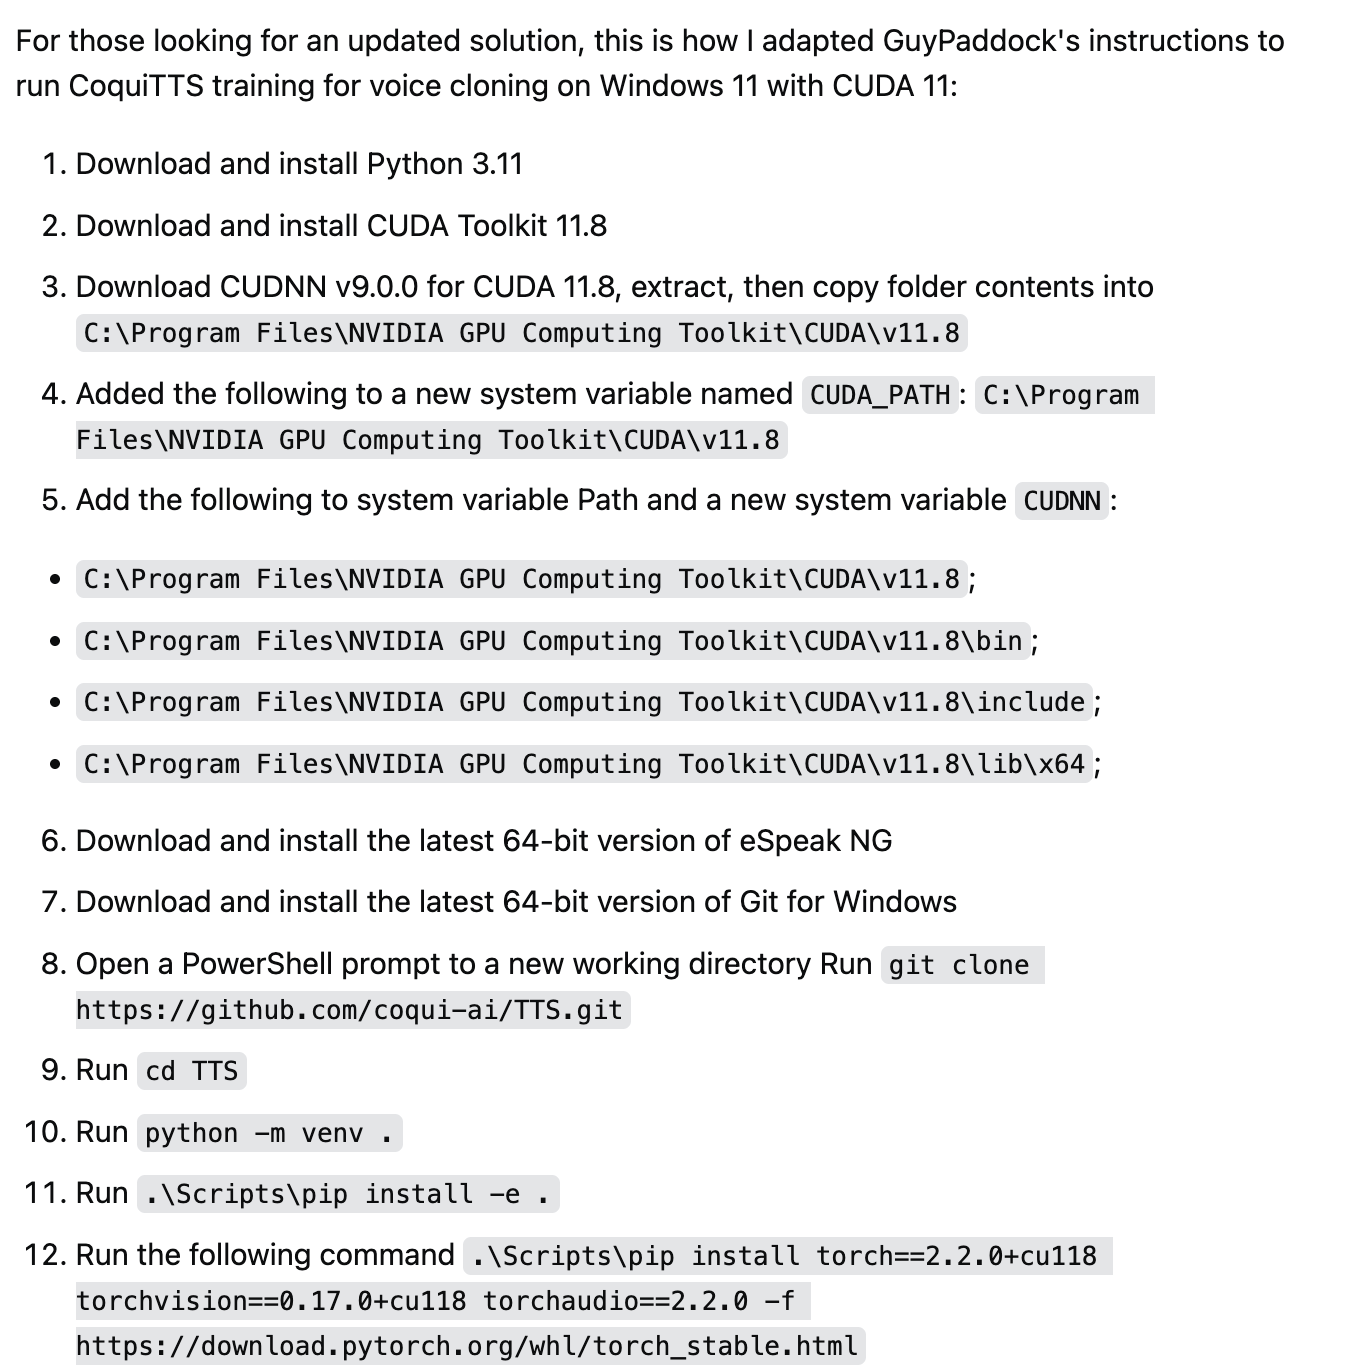 For those looking for an updated solution, this is how I adapted GuyPaddock's instructions to
run CoquiTTS training for voice cloning on Windows 11 with CUDA 11:
1. Download and install Python 3.11
2. Download and install CUDA Toolkit 11.8
3. Download CUDNN v9.0.0 for CUDA 11.8, extract, then copy folder contents into
C:\Program Files\NVIDIA GPU Computing Toolkit\CUDA\v11.8
4. Added the following to a new system variable named CUDA_PATH: C:\Program
Files\NVIDIA GPU Computing Toolkit\CUDA\v11.8
5. Add the following to system variable Path and a new system variable CUDNN:
• C:\Program Files\NVIDIA GPU Computing Toolkit\CUDA\v11.8;
• C:\Program Files\NVIDIA GPU Computing Toolkit\CUDA\v11.8\bin;
• C:\Program Files\NVIDIA GPU Computing Toolkit\CUDA\v11.8\include;
• C:\Program Files\NVIDIA GPU Computing Toolkit\CUDA\v11.8\lib\x64;
6. Download and install the latest 64-bit version of eSpeak NG
7. Download and install the latest 64-bit version of Git for Windows
8. Open a PowerShell prompt to a new working directory Run git clone
https://github.com/coqui-ai/TTS.git
9. Run cd TTS
10. Run python -m venv .
11. Run .\Scripts\pip install -e .
12. Run the following command .\Scripts\pip install torch==2.2.0+cu118
torchvision==0.17.0+cu118 torchaudio==2.2.0 -f
https://download.pytorch.org/whl/torch_stable.html